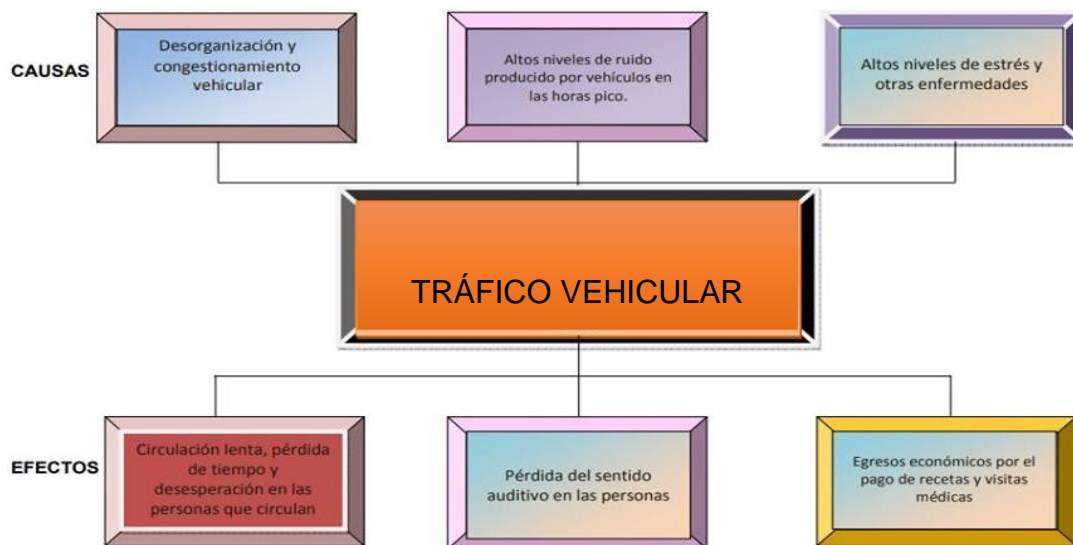 CAUSAS
Desorganización y
congestionamiento
vehicular
Altos niveles de ruido
producido por vehículos en
las horas pico.
Altos niveles de estrés y
otras enfermedades
TRÁFICO VEHICULAR
EFECTOS
Circulación lenta, pérdida
de tiempo y
desesperación en las
personas que circulan
Pérdida del sentido
auditivo en las personas
Egresos económicos por el
pago de recetas y visitas
médicas